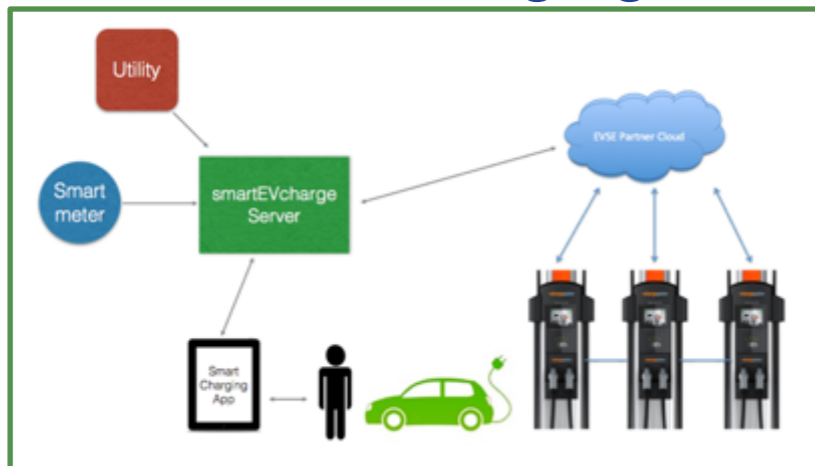 Utility
EVSE Partner Cloud
Smart
meter
smartEVcharge
Server
Smart
Charging
App